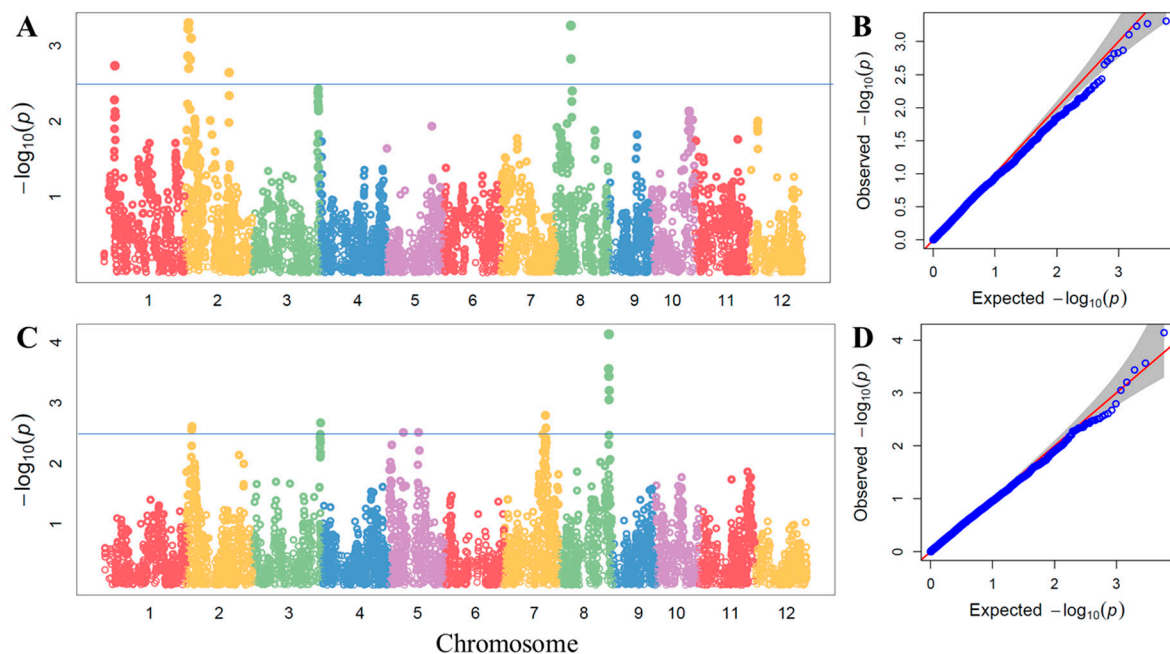 A
−log10(p)
3
2
1
1 2 3 4 5 6 7 8 9 10 11 12
B
Observed −log10(p)
3.0
2.5
2.0
1.5
1.0
0.5
0.0
0 1 2 3
Expected −log10(p)
C
−log10(p)
4
3
2
1
1 2 3 4 5 6 7 8 9 10 11 12
Chromosome
D
Observed −log10(p)
4
3
2
1
0
0 1 2 3
Expected −log10(p)